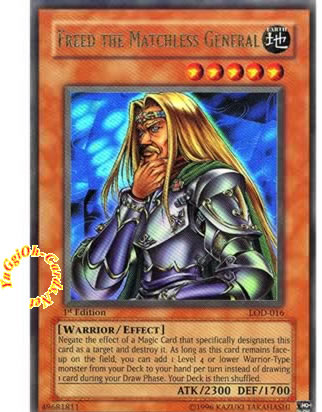 FREED THE MATCHLESS GENERAL
EARTH
地
YuGgiOh-Cards.Net
1st Edition
LOD-016
[WARRIOR/EFFECT]
Negate the effect of a Magic Card that specifically designates
this card as a target and destroy it. As long as this card remains face-
up on the field, you can add 1 Level 4 or lower Warrior-Type
monster from your Deck to your hand per turn instead of drawing
1 card during your Draw Phase. Your Deck is then shuffled.
ATK/2300 DEF/1700
49681811
©1996 KAZUKI TAKAHASHI